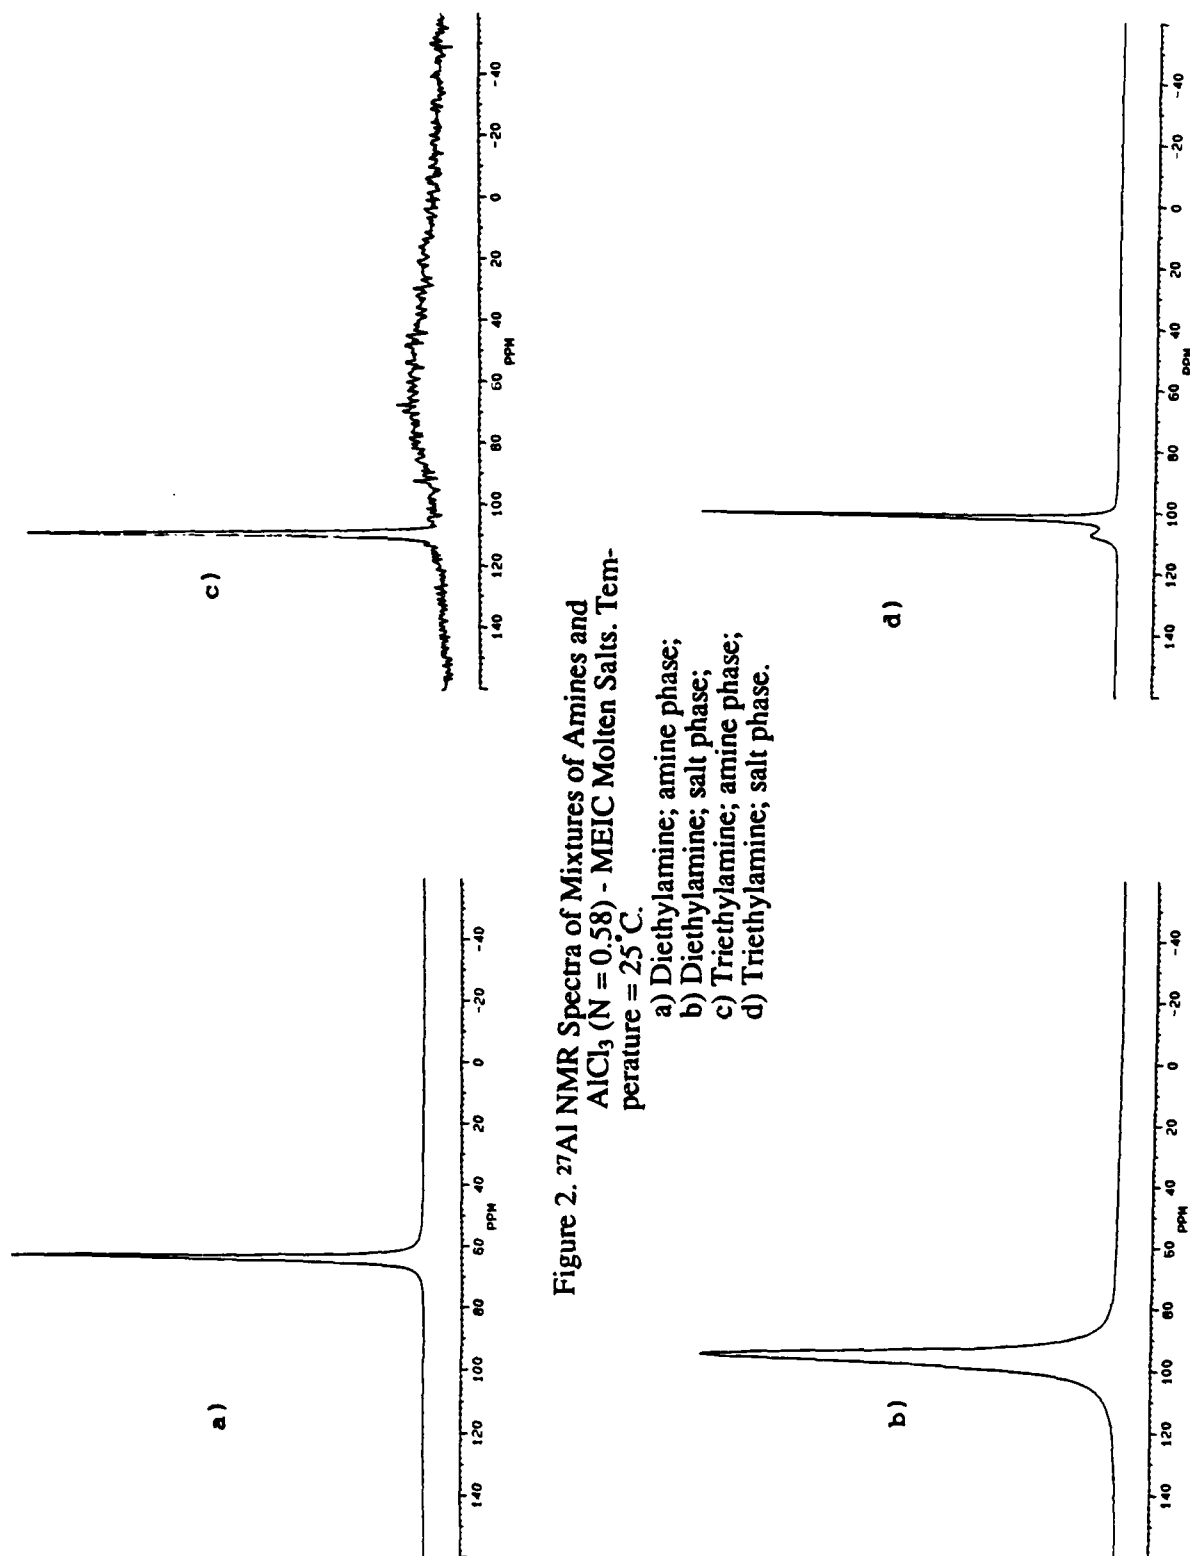 a)
140 120 100 80 60 40 20 0 -20 -40
PPM
c)
140 120 100 80 60 40 20 0 -20 -40
PPM
Figure 2. ²⁷Al NMR Spectra of Mixtures of Amines and
AlCl₃ (N = 0.58) - MEIC Molten Salts. Tem-
perature = 25°C.
a) Diethylamine; amine phase;
b) Diethylamine; salt phase;
c) Triethylamine; amine phase;
d) Triethylamine; salt phase.
b)
140 120 100 80 60 40 20 0 -20 -40
PPM
d)
140 120 100 80 60 40 20 0 -20 -40
PPM